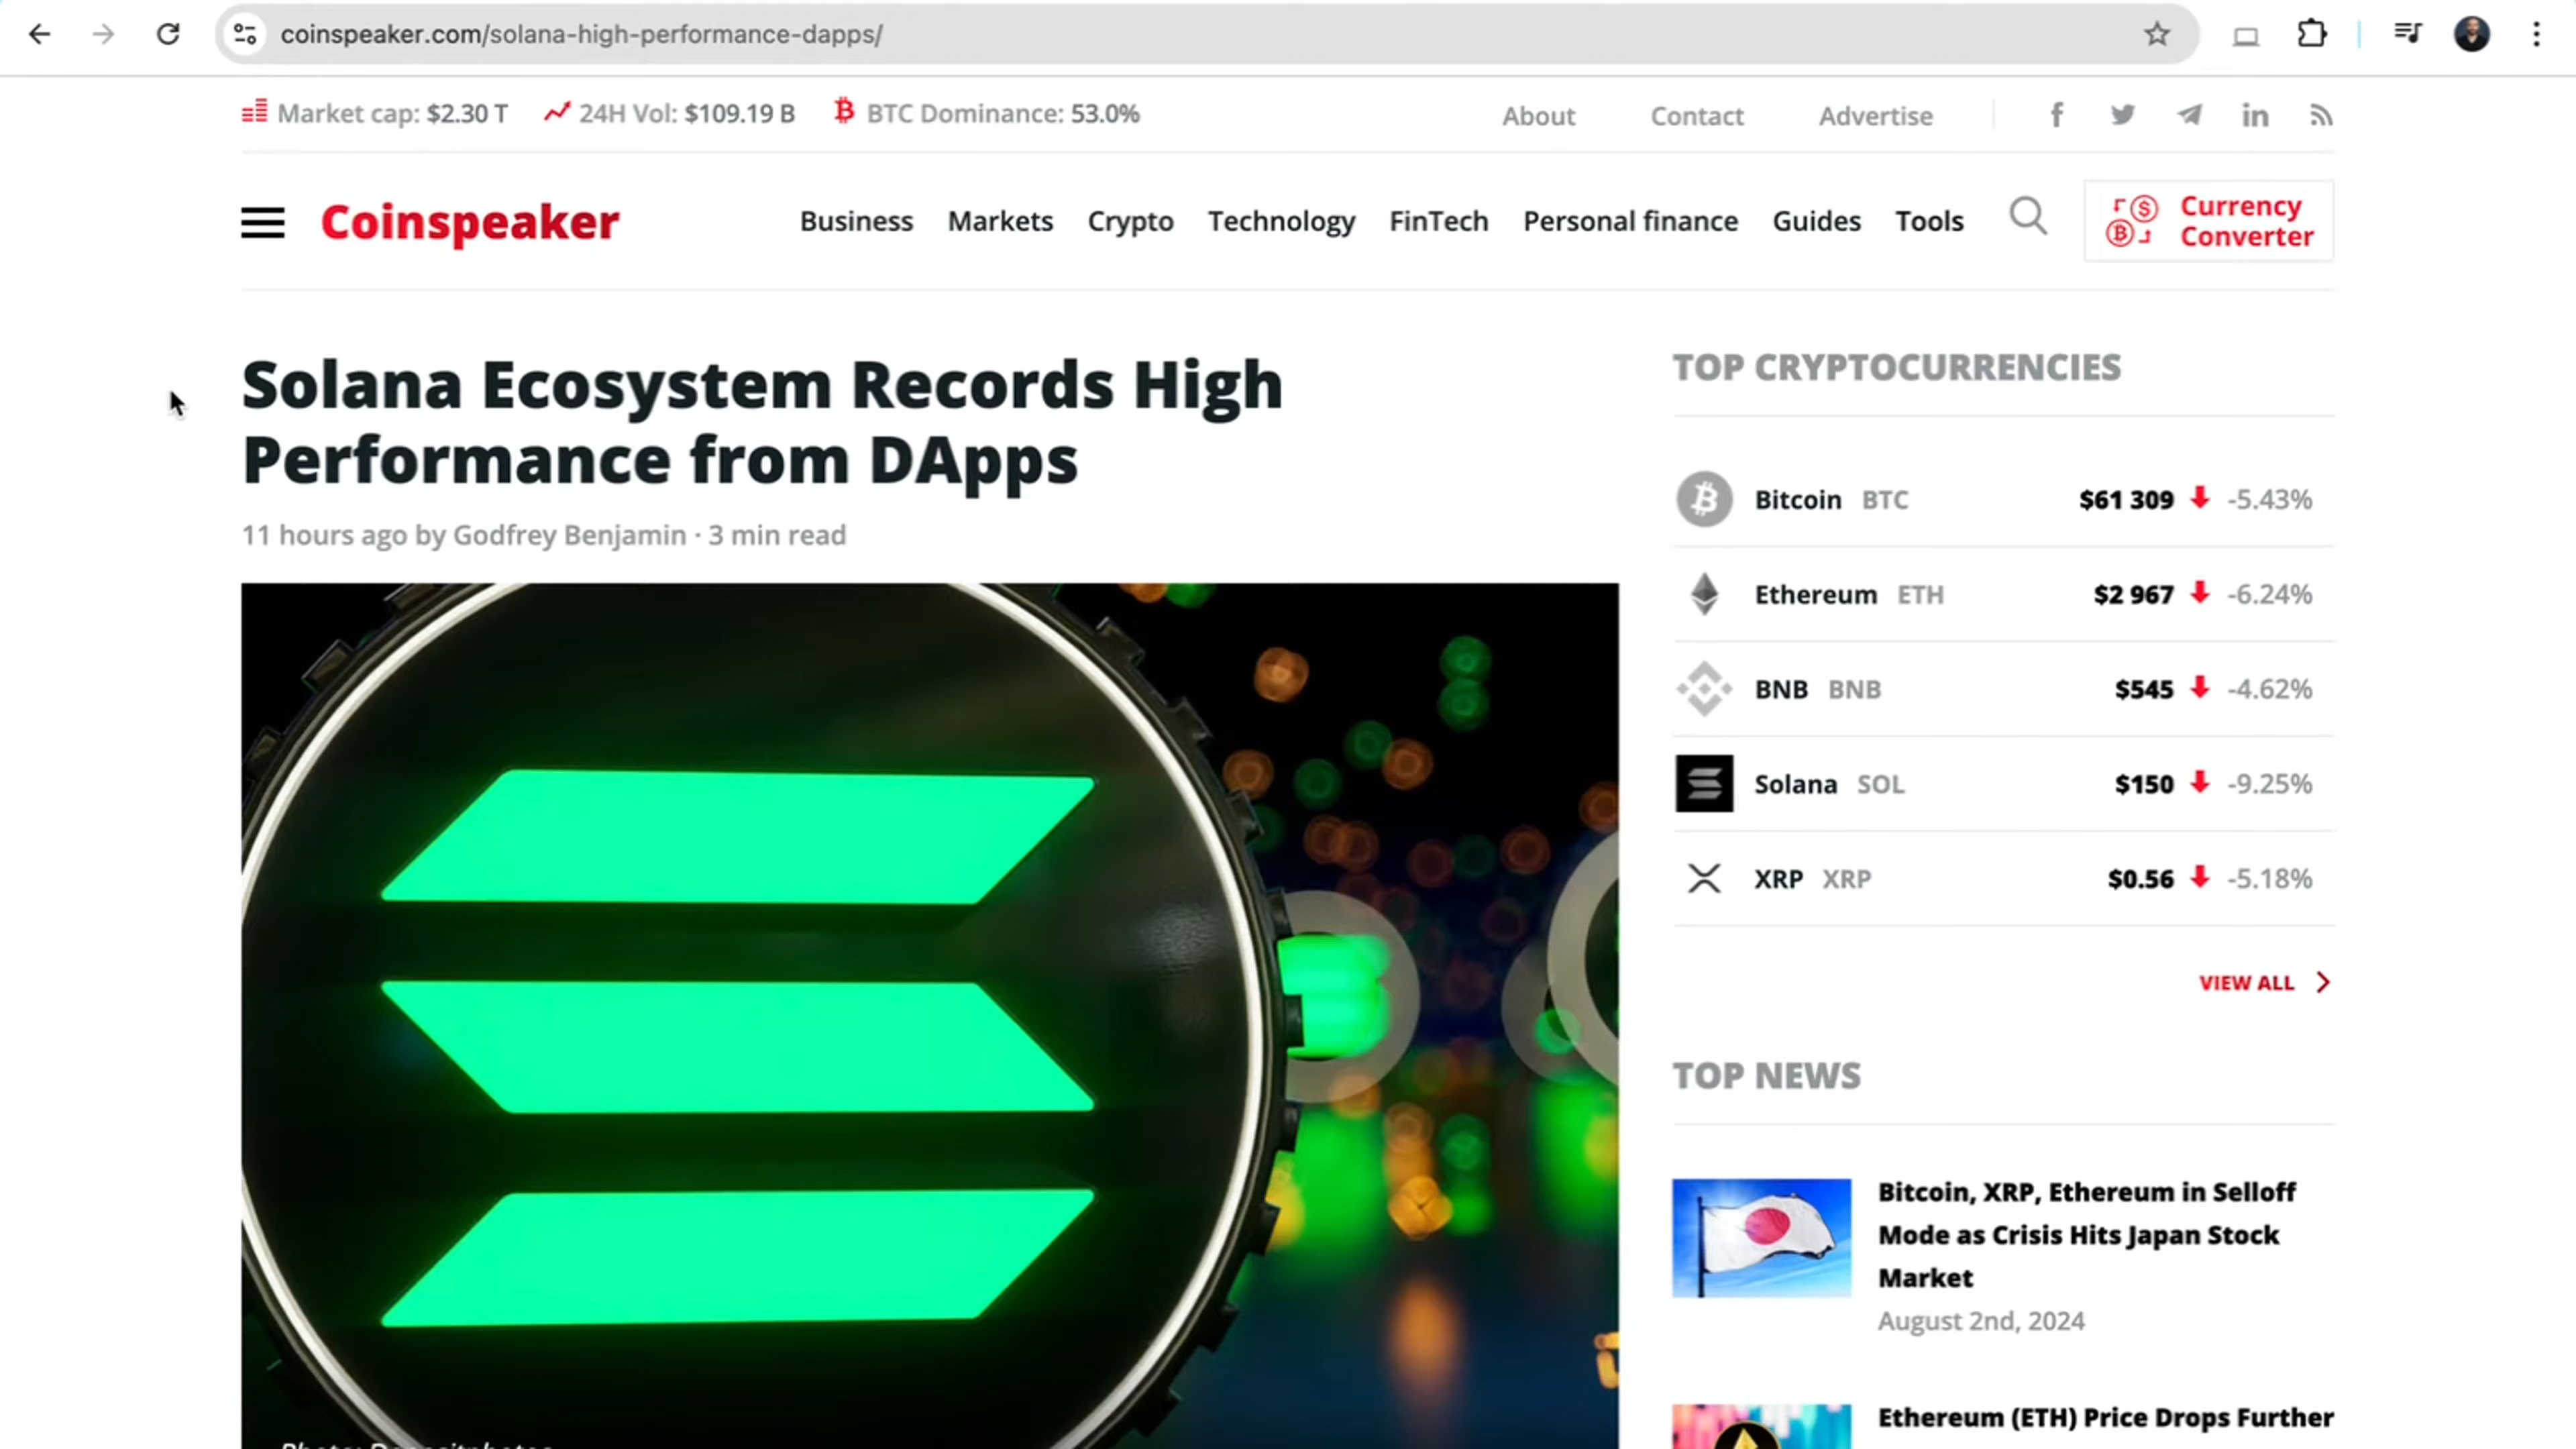 coinspeaker.com/solana-high-performance-dapps/
Market cap: $2.30 T 24H Vol: $109.19 B BTC Dominance: 53.0%
About Contact Advertise
Coinspeaker
Business Markets Crypto Technology FinTech Personal finance Guides Tools
Currency
Converter
Solana Ecosystem Records High
Performance from DApps
11 hours ago by Godfrey Benjamin · 3 min read
TOP CRYPTOCURRENCIES
Bitcoin BTC $61 309 -5.43%
Ethereum ETH $2 967 -6.24%
BNB BNB $545 -4.62%
Solana SOL $150 -9.25%
XRP XRP $0.56 -5.18%
VIEW ALL
TOP NEWS
Bitcoin, XRP, Ethereum in Selloff
Mode as Crisis Hits Japan Stock
Market
August 2nd, 2024
Ethereum (ETH) Price Drops Further